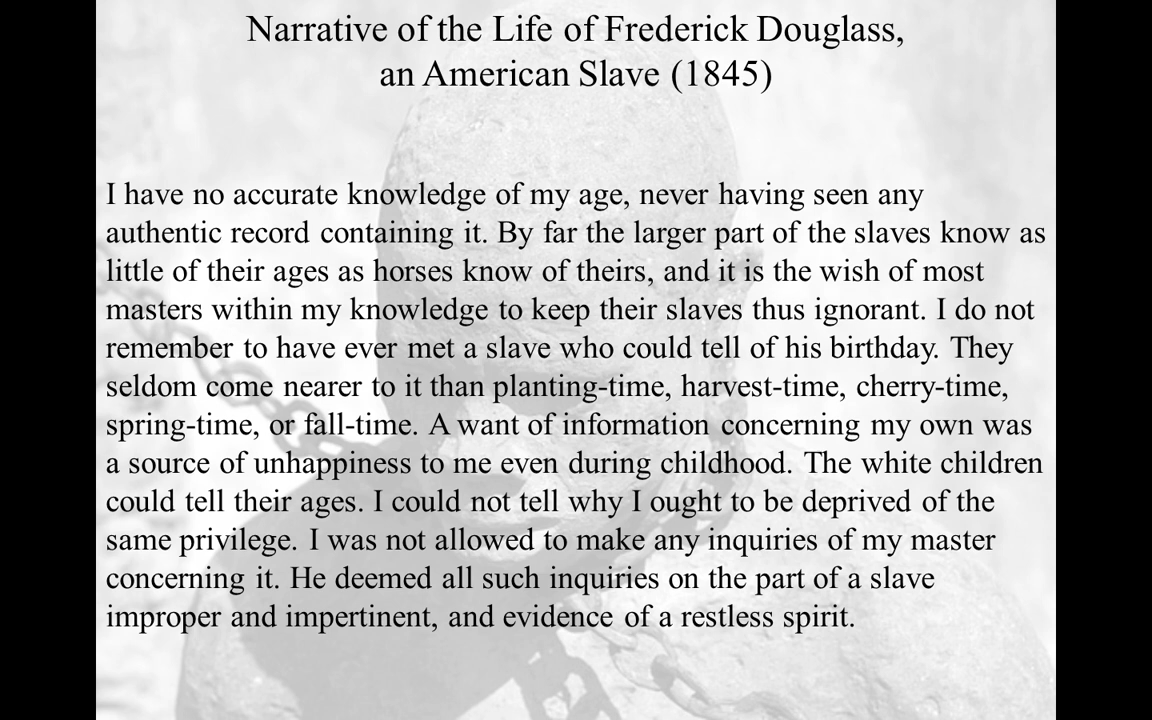 Narrative of the Life of Frederick Douglass,
an American Slave (1845)
I have no accurate knowledge of my age, never having seen any
authentic record containing it. By far the larger part of the slaves know as
little of their ages as horses know of theirs, and it is the wish of most
masters within my knowledge to keep their slaves thus ignorant. I do not
remember to have ever met a slave who could tell of his birthday. They
seldom come nearer to it than planting-time, harvest-time, cherry-time,
spring-time, or fall-time. A want of information concerning my own was
a source of unhappiness to me even during childhood. The white children
could tell their ages. I could not tell why I ought to be deprived of the
same privilege. I was not allowed to make any inquiries of my master
concerning it. He deemed all such inquiries on the part of a slave
improper and impertinent, and evidence of a restless spirit.